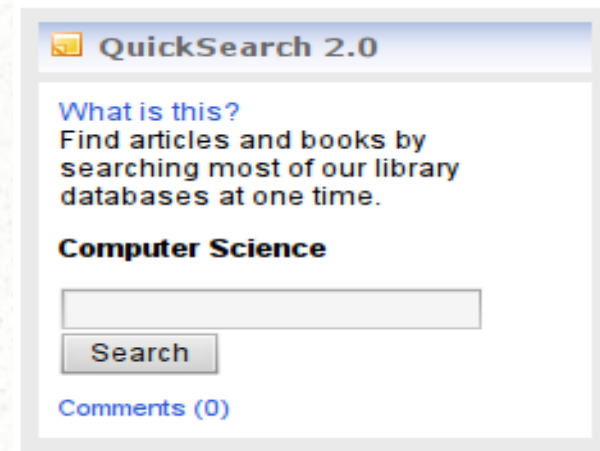 QuickSearch 2.0
What is this?
Find articles and books by
searching most of our library
databases at one time.
Computer Science
Search
Comments (0)